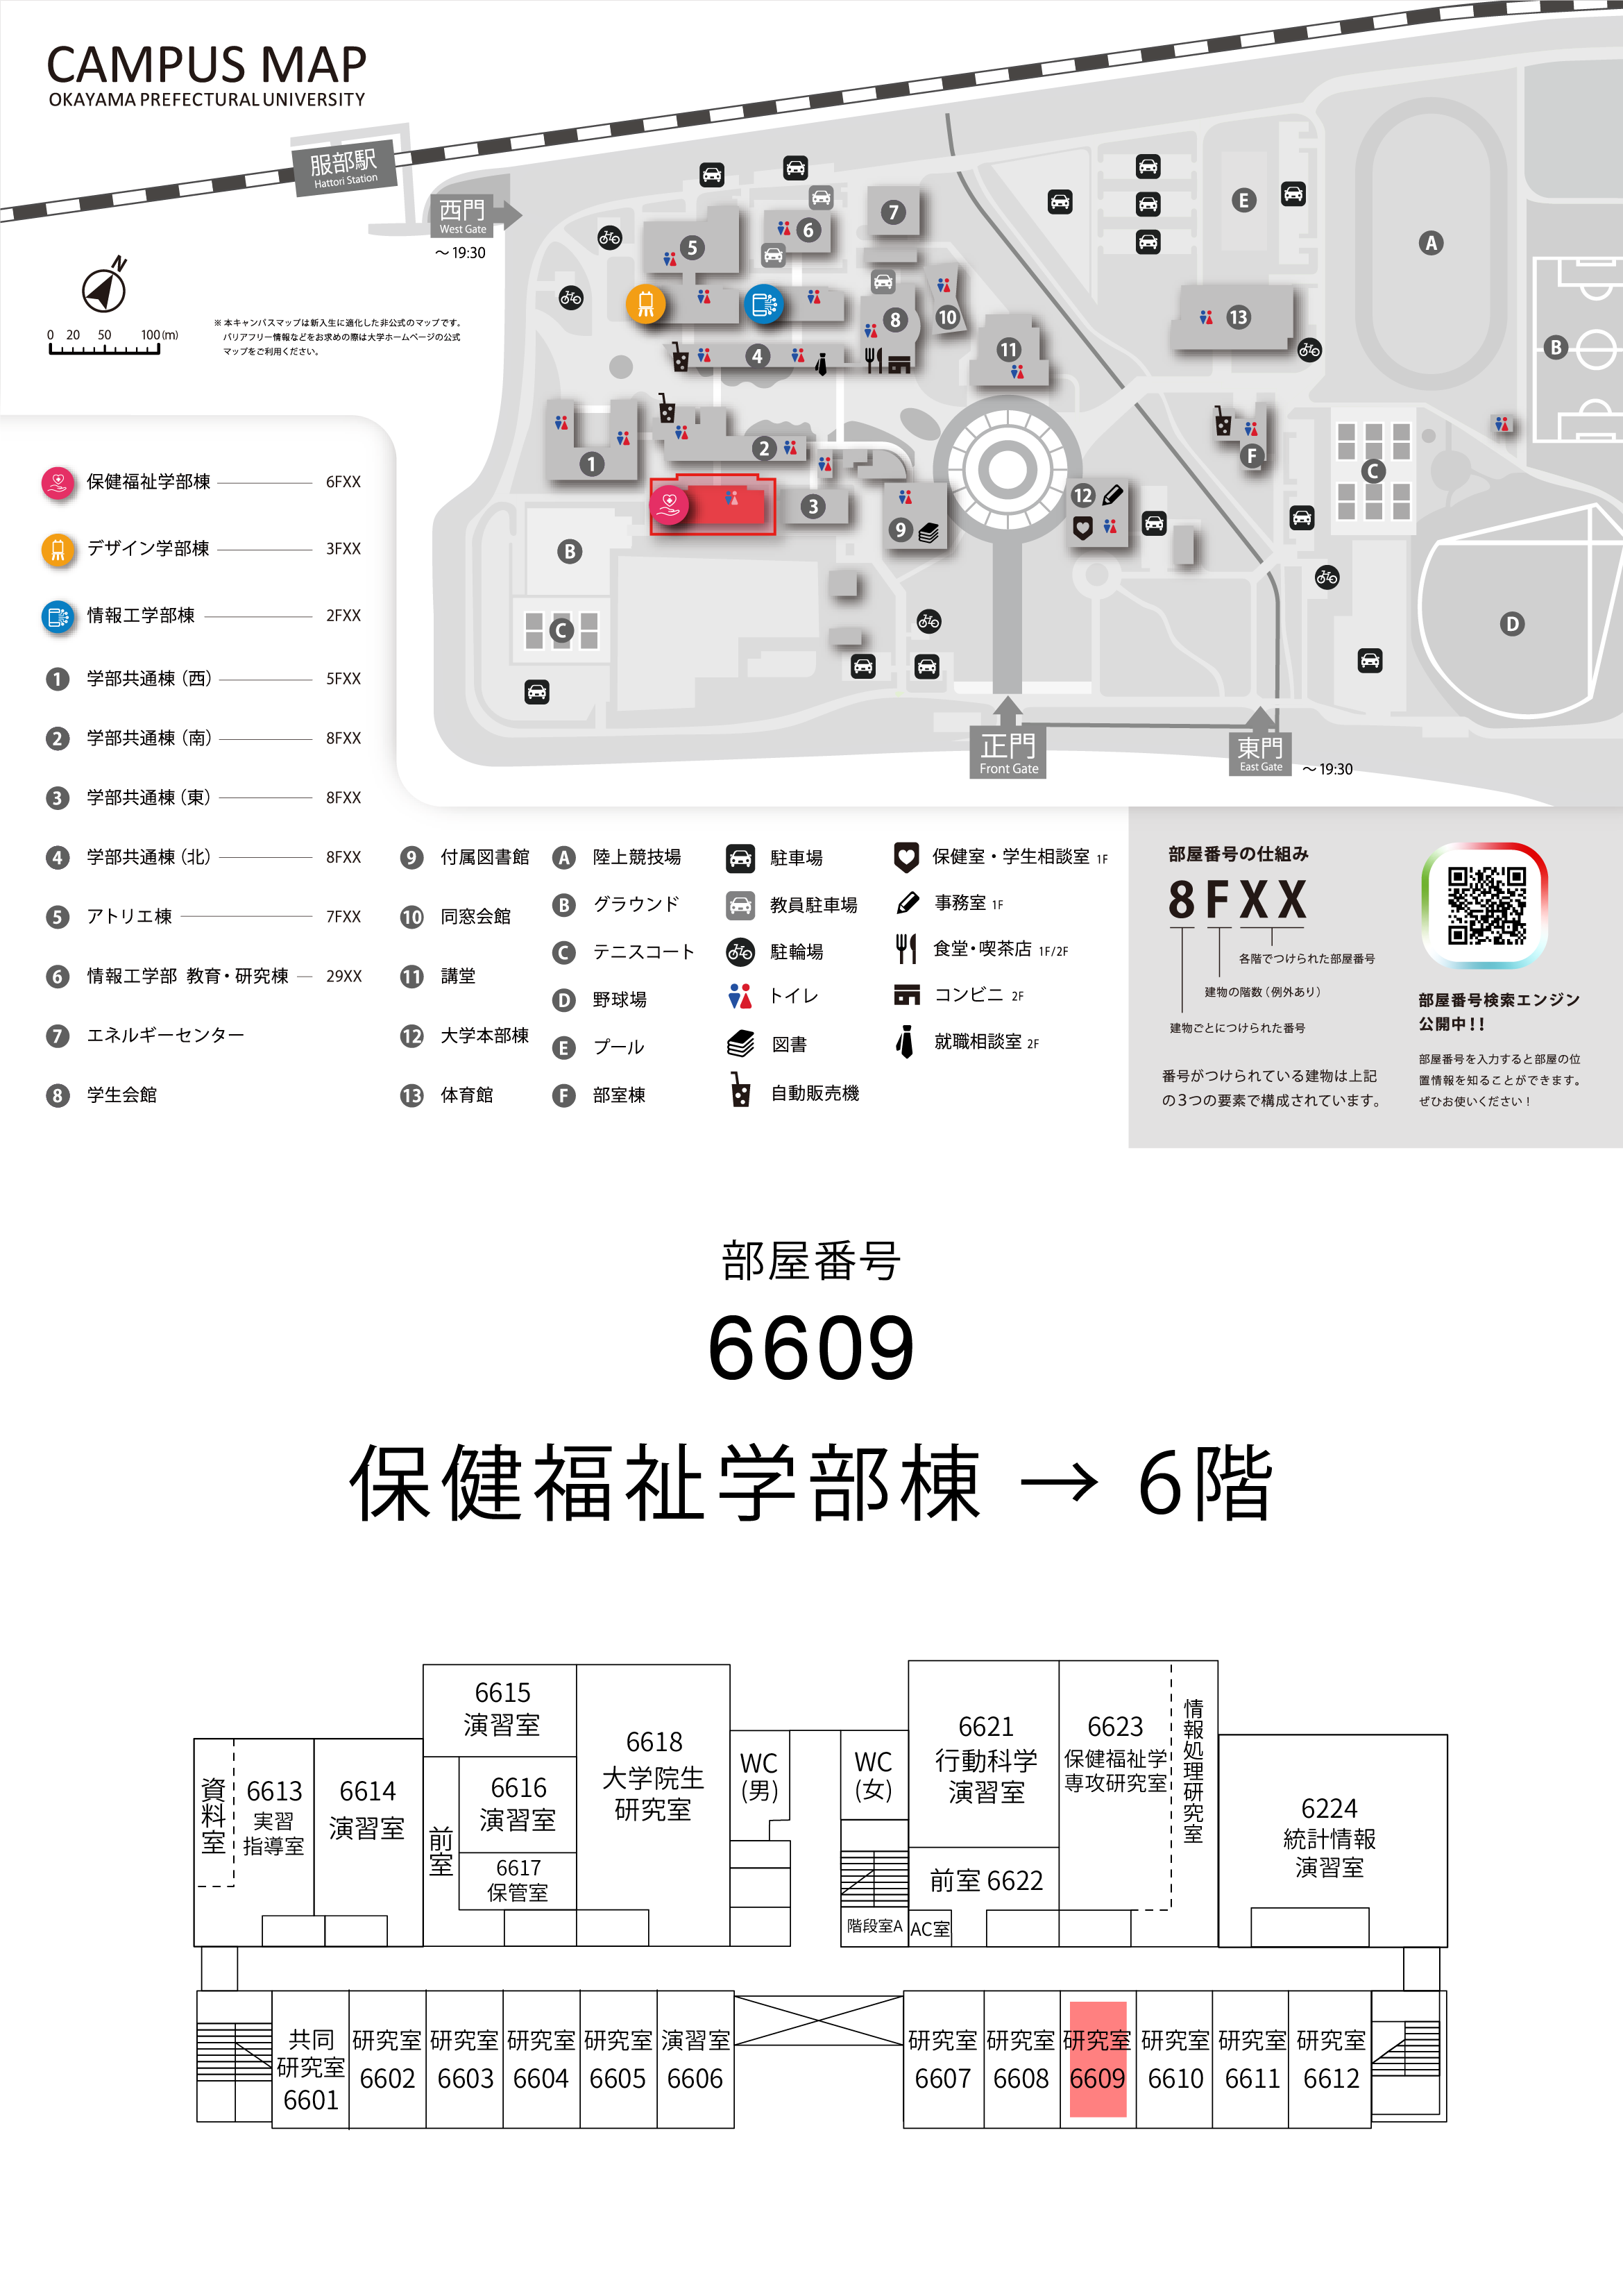 CAMPUS MAP
OKAYAMA PREFECTURAL UNIVERSITY
服部駅
Hattori Station
西門
West Gate
～19:30
N
0 20 50 100(m)
※ 本キャンパスマップは新入生に適化した非公式のマップです。
バリアフリー情報などをお求めの際は大学ホームページの公式
マップをご利用ください。
5
6
7
8
10
4
11
13
E
A
B
1
2
3
9
12
F
C
B
C
D
正門
Front Gate
東門
East Gate
～19:30
保健福祉学部棟 6FXX
デザイン学部棟 3FXX
情報工学部棟 2FXX
1 学部共通棟（西） 5FXX
2 学部共通棟（南） 8FXX
3 学部共通棟（東） 8FXX
4 学部共通棟（北） 8FXX
5 アトリエ棟 7FXX
6 情報工学部 教育・研究棟 29XX
7 エネルギーセンター
8 学生会館
9 付属図書館
10 同窓会館
11 講堂
12 大学本部棟
13 体育館
A 陸上競技場
B グラウンド
C テニスコート
D 野球場
E プール
F 部室棟
駐車場
教員駐車場
駐輪場
トイレ
図書
自動販売機
保健室・学生相談室 1F
事務室 1F
食堂・喫茶店 1F/2F
コンビニ 2F
就職相談室 2F
部屋番号の仕組み
8FXX
各階でつけられた部屋番号
建物の階数（例外あり）
建物ごとにつけられた番号
番号がつけられている建物は上記
の3つの要素で構成されています。
部屋番号検索エンジン
公開中！！
部屋番号を入力すると部屋の位
置情報を知ることができます。
ぜひお使いください！
部屋番号
6609
保健福祉学部棟 → 6階
資料室
6613
実習
指導室
6614
演習室
6615
演習室
前室
6616
演習室
6617
保管室
6618
大学院生
研究室
WC
(男)
WC
(女)
階段室A
AC室
6621
行動科学
演習室
前室 6622
6623
保健福祉学
専攻研究室
情報処理研究室
6224
統計情報
演習室
共同
研究室
6601
研究室
6602
研究室
6603
研究室
6604
研究室
6605
演習室
6606
研究室
6607
研究室
6608
研究室
6609
研究室
6610
研究室
6611
研究室
6612